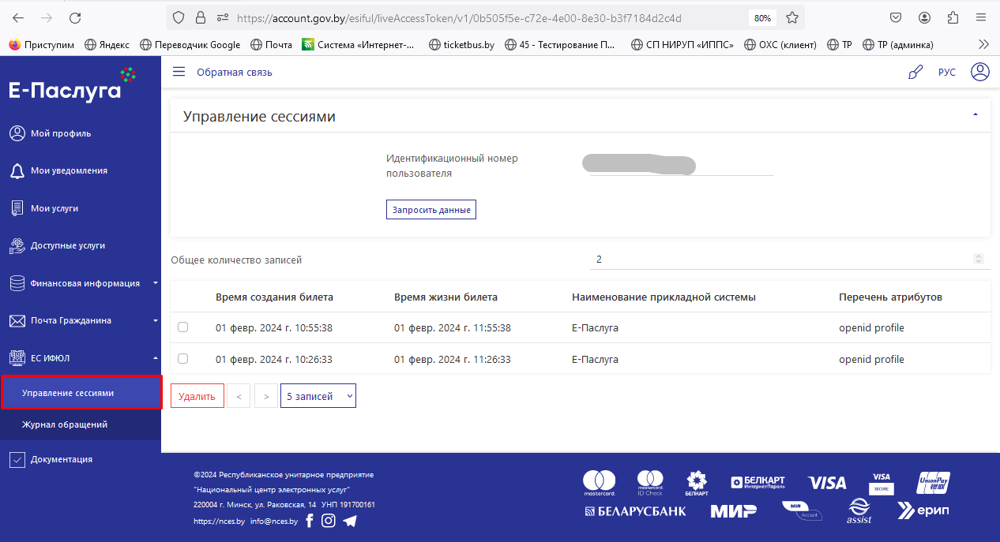 https://account.gov.by/esiful/liveAccessToken/v1/0b505f5e-c72e-4e00-8e30-b3f7184d2c4d
80%
Приступим
Яндекс
Переводчик Google
Почта
Система «Интернет-...
ticketbus.by
45 - Тестирование П...
СП НИРУП «ИППС»
ОХС (клиент)
ТР
ТР (админка)
Е-Паслуга
Обратная связь
РУС
Мой профиль
Мои уведомления
Мои услуги
Доступные услуги
Финансовая информация
Почта Гражданина
ЕС ИФЮЛ
Управление сессиями
Журнал обращений
Документация
Управление сессиями
Идентификационный номер
пользователя
Запросить данные
Общее количество записей 2
Время создания билета Время жизни билета Наименование прикладной системы Перечень атрибутов
01 февр. 2024 г. 10:55:38 01 февр. 2024 г. 11:55:38 Е-Паслуга openid profile
01 февр. 2024 г. 10:26:33 01 февр. 2024 г. 11:26:33 Е-Паслуга openid profile
Удалить < > 5 записей
©2024 Республиканское унитарное предприятие
"Национальный центр электронных услуг"
220004 г. Минск, ул. Раковская, 14 УНП 191700161
https://nces.by info@nces.by
mastercard.
mastercard
ID Check
БЕЛКАРТ
БЕЛКАРТ
ИнтернетПароль
VISA
VISA
SECURE
UnionPay
银联
БЕЛАРУСБАНК
МИР
MIR
Accept
assist
ерип